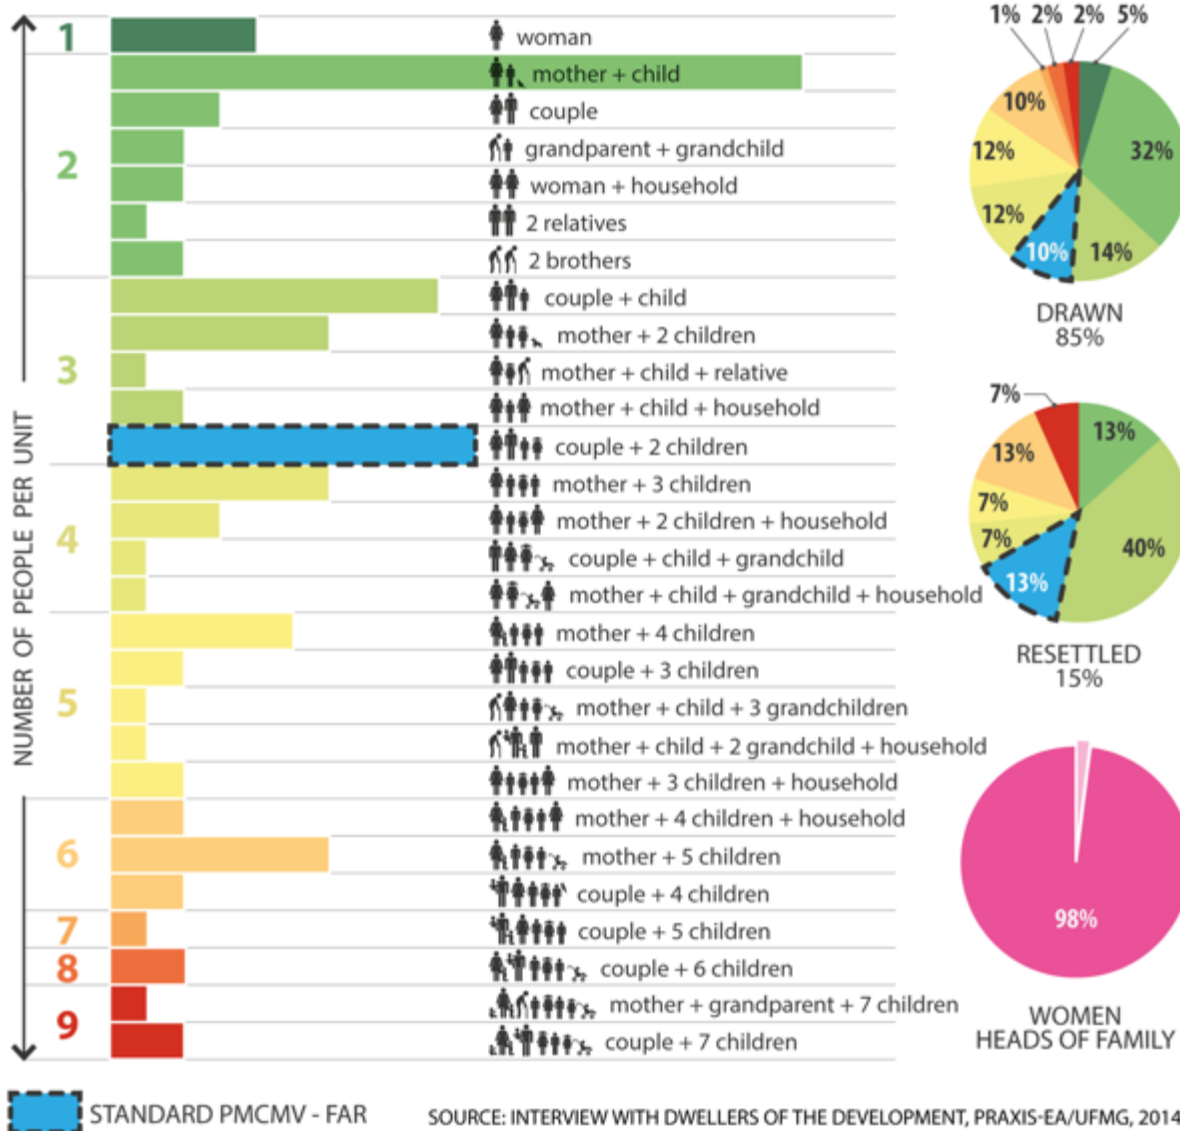 NUMBER OF PEOPLE PER UNIT
1
woman
2
mother + child
couple
grandparent + grandchild
woman + household
2 relatives
2 brothers
3
couple + child
mother + 2 children
mother + child + relative
mother + child + household
couple + 2 children
4
mother + 3 children
mother + 2 children + household
couple + child + grandchild
mother + child + grandchild + household
5
mother + 4 children
couple + 3 children
mother + child + 3 grandchildren
mother + child + 2 grandchild + household
mother + 3 children + household
6
mother + 4 children + household
mother + 5 children
couple + 4 children
7
couple + 5 children
8
couple + 6 children
9
mother + grandparent + 7 children
couple + 7 children
1% 2% 2% 5%
10%
32%
12%
12%
10%
14%
DRAWN
85%
7%
13%
13%
7%
7%
40%
13%
RESETTLED
15%
98%
WOMEN
HEADS OF FAMILY
STANDARD PMCMV - FAR
SOURCE: INTERVIEW WITH DWELLERS OF THE DEVELOPMENT, PRAXIS-EA/UFMG, 2014